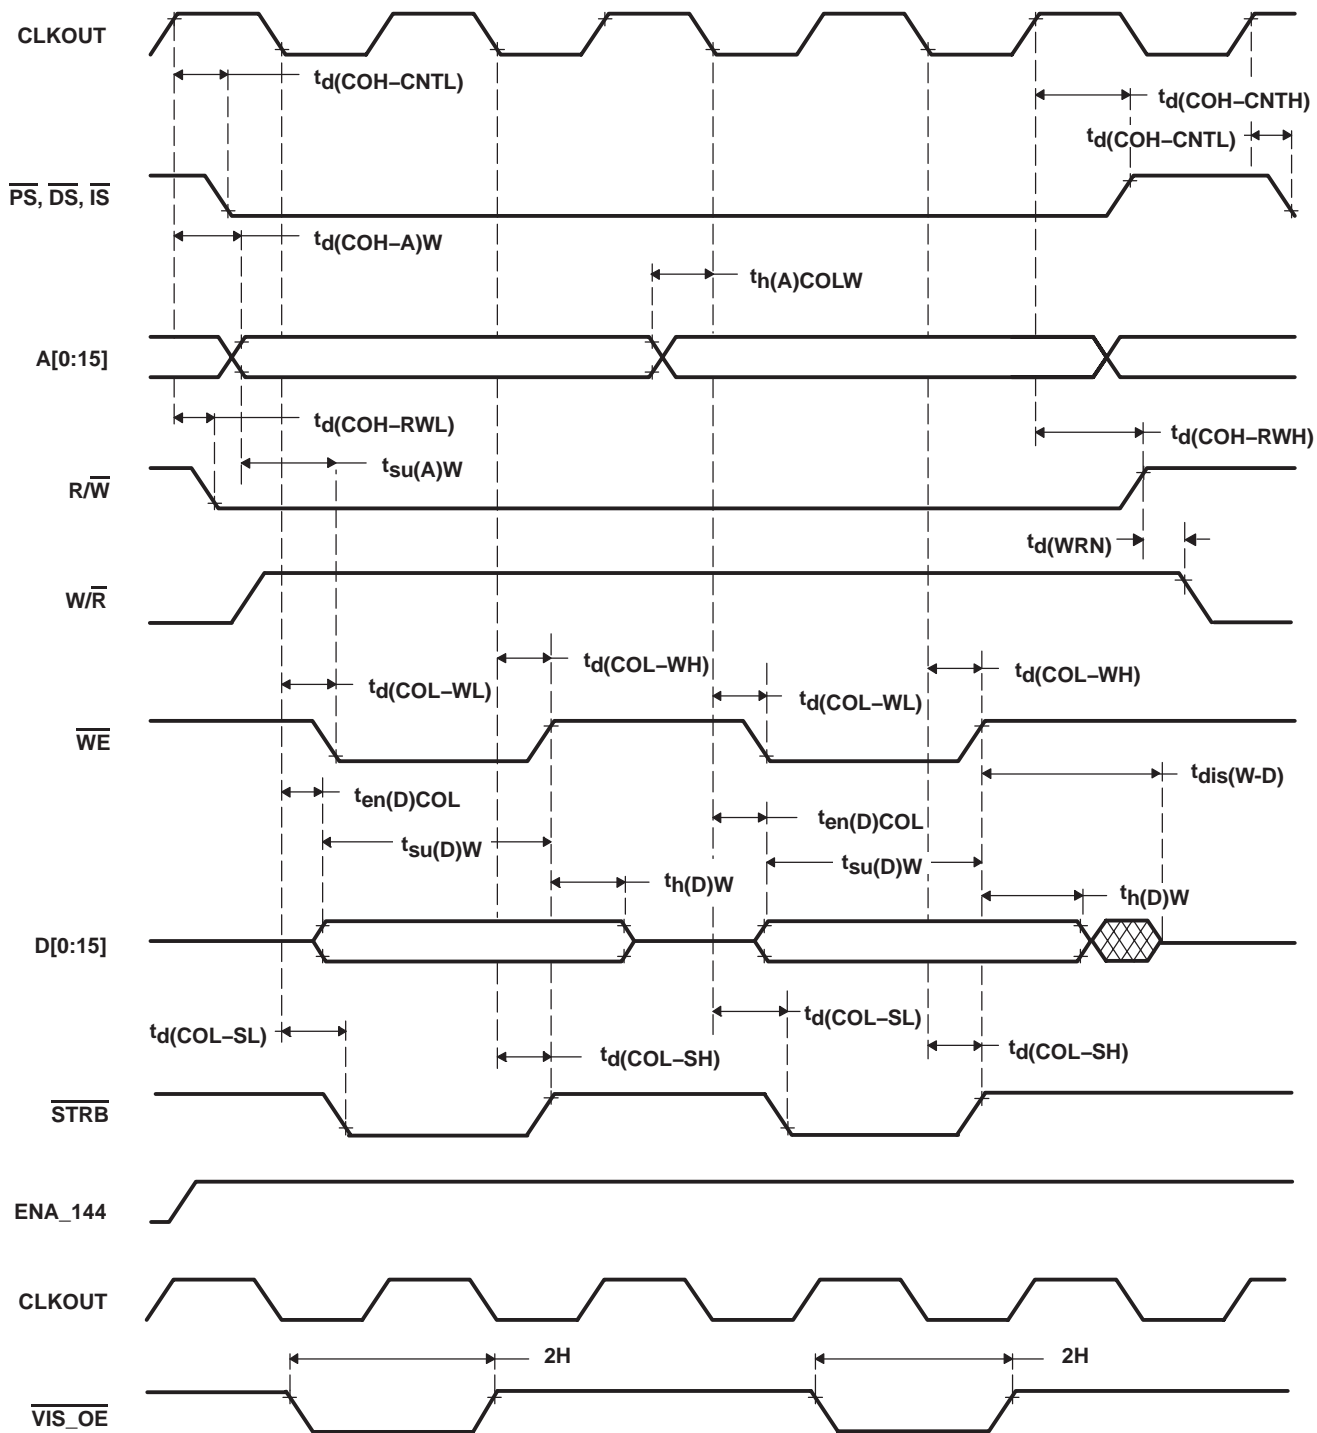 CLKOUT
td(COH–CNTL)
td(COH–CNTH)
td(COH–CNTL)
PS, DS, IS
td(COH–A)W
th(A)COLW
A[0:15]
td(COH–RWL)
td(COH–RWH)
tsu(A)W
R/W
td(WRN)
W/R
td(COL–WH)
td(COL–WH)
td(COL–WL)
td(COL–WL)
WE
tdis(W-D)
ten(D)COL
ten(D)COL
tsu(D)W
tsu(D)W
th(D)W
th(D)W
D[0:15]
td(COL–SL)
td(COL–SL)
td(COL–SH)
td(COL–SH)
STRB
ENA_144
CLKOUT
2H
2H
VIS_OE